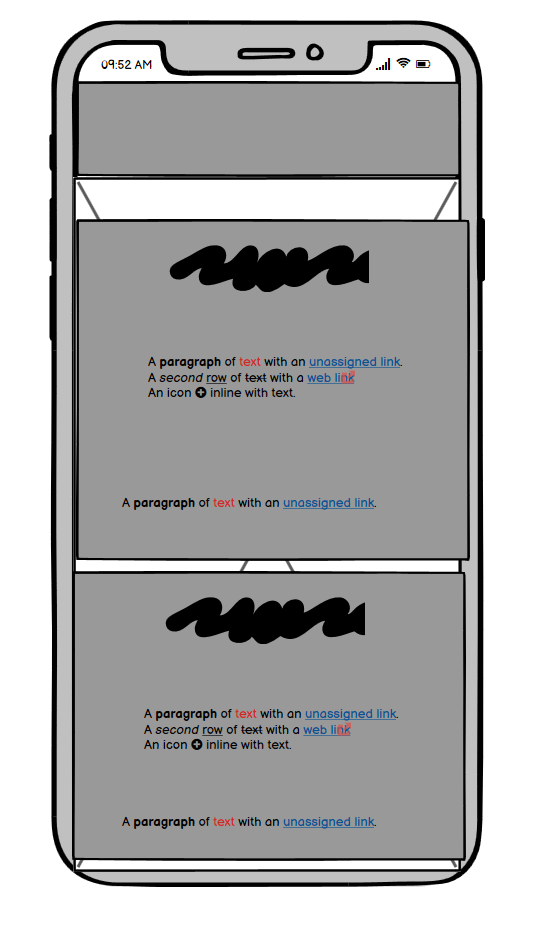 09:52 AM
A paragraph of text with an unassigned link.
A second row of text with a web link
An icon inline with text.
A paragraph of text with an unassigned link.
A paragraph of text with an unassigned link.
A second row of text with a web link
An icon inline with text.
A paragraph of text with an unassigned link.